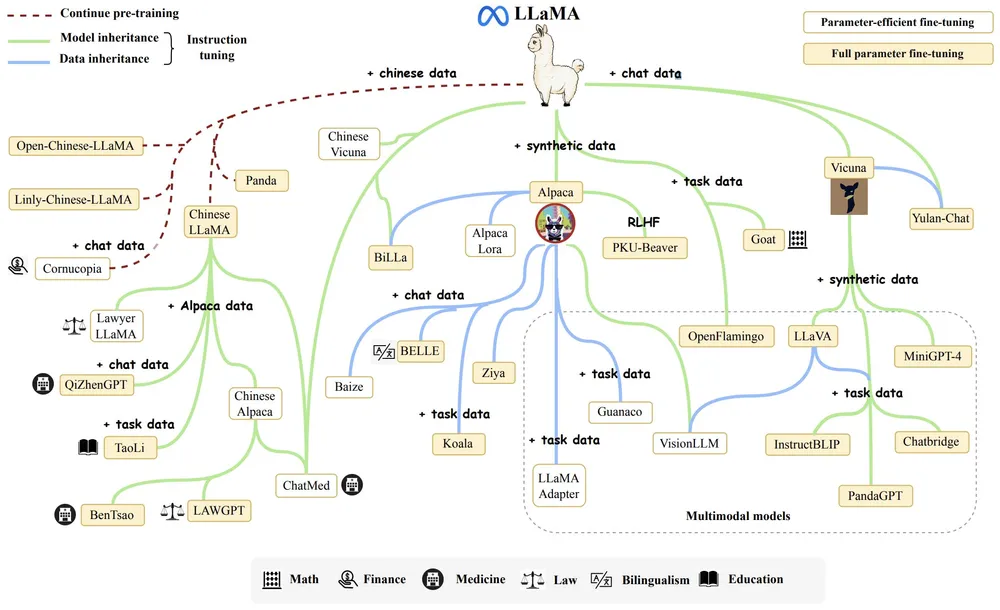 LLaMA
Continue pre-training
Model inheritance
Data inheritance
Instruction
tuning
Parameter-efficient fine-tuning
Full parameter fine-tuning
+ chinese data
+ chat data
Open-Chinese-LLaMA
Linly-Chinese-LLaMA
Panda
Chinese
LLaMA
+ chat data
Cornucopia
Chinese
Vicuna
+ synthetic data
+ task data
Alpaca
Vicuna
Yulan-Chat
BiLLa
Alpaca
Lora
RLHF
PKU-Beaver
Goat
+ synthetic data
+ Alpaca data
Lawyer
LLaMA
+ chat data
QiZhenGPT
+ task data
TaoLi
Chinese
Alpaca
BenTsao
LAWGPT
ChatMed
+ chat data
BELLE
Baize
Ziya
+ task data
Koala
+ task data
Guanaco
+ task data
LLaMA
Adapter
OpenFlamingo
LLaVA
MiniGPT-4
+ task data
VisionLLM
InstructBLIP
Chatbridge
PandaGPT
Multimodal models
Math
Finance
Medicine
Law
Bilingualism
Education